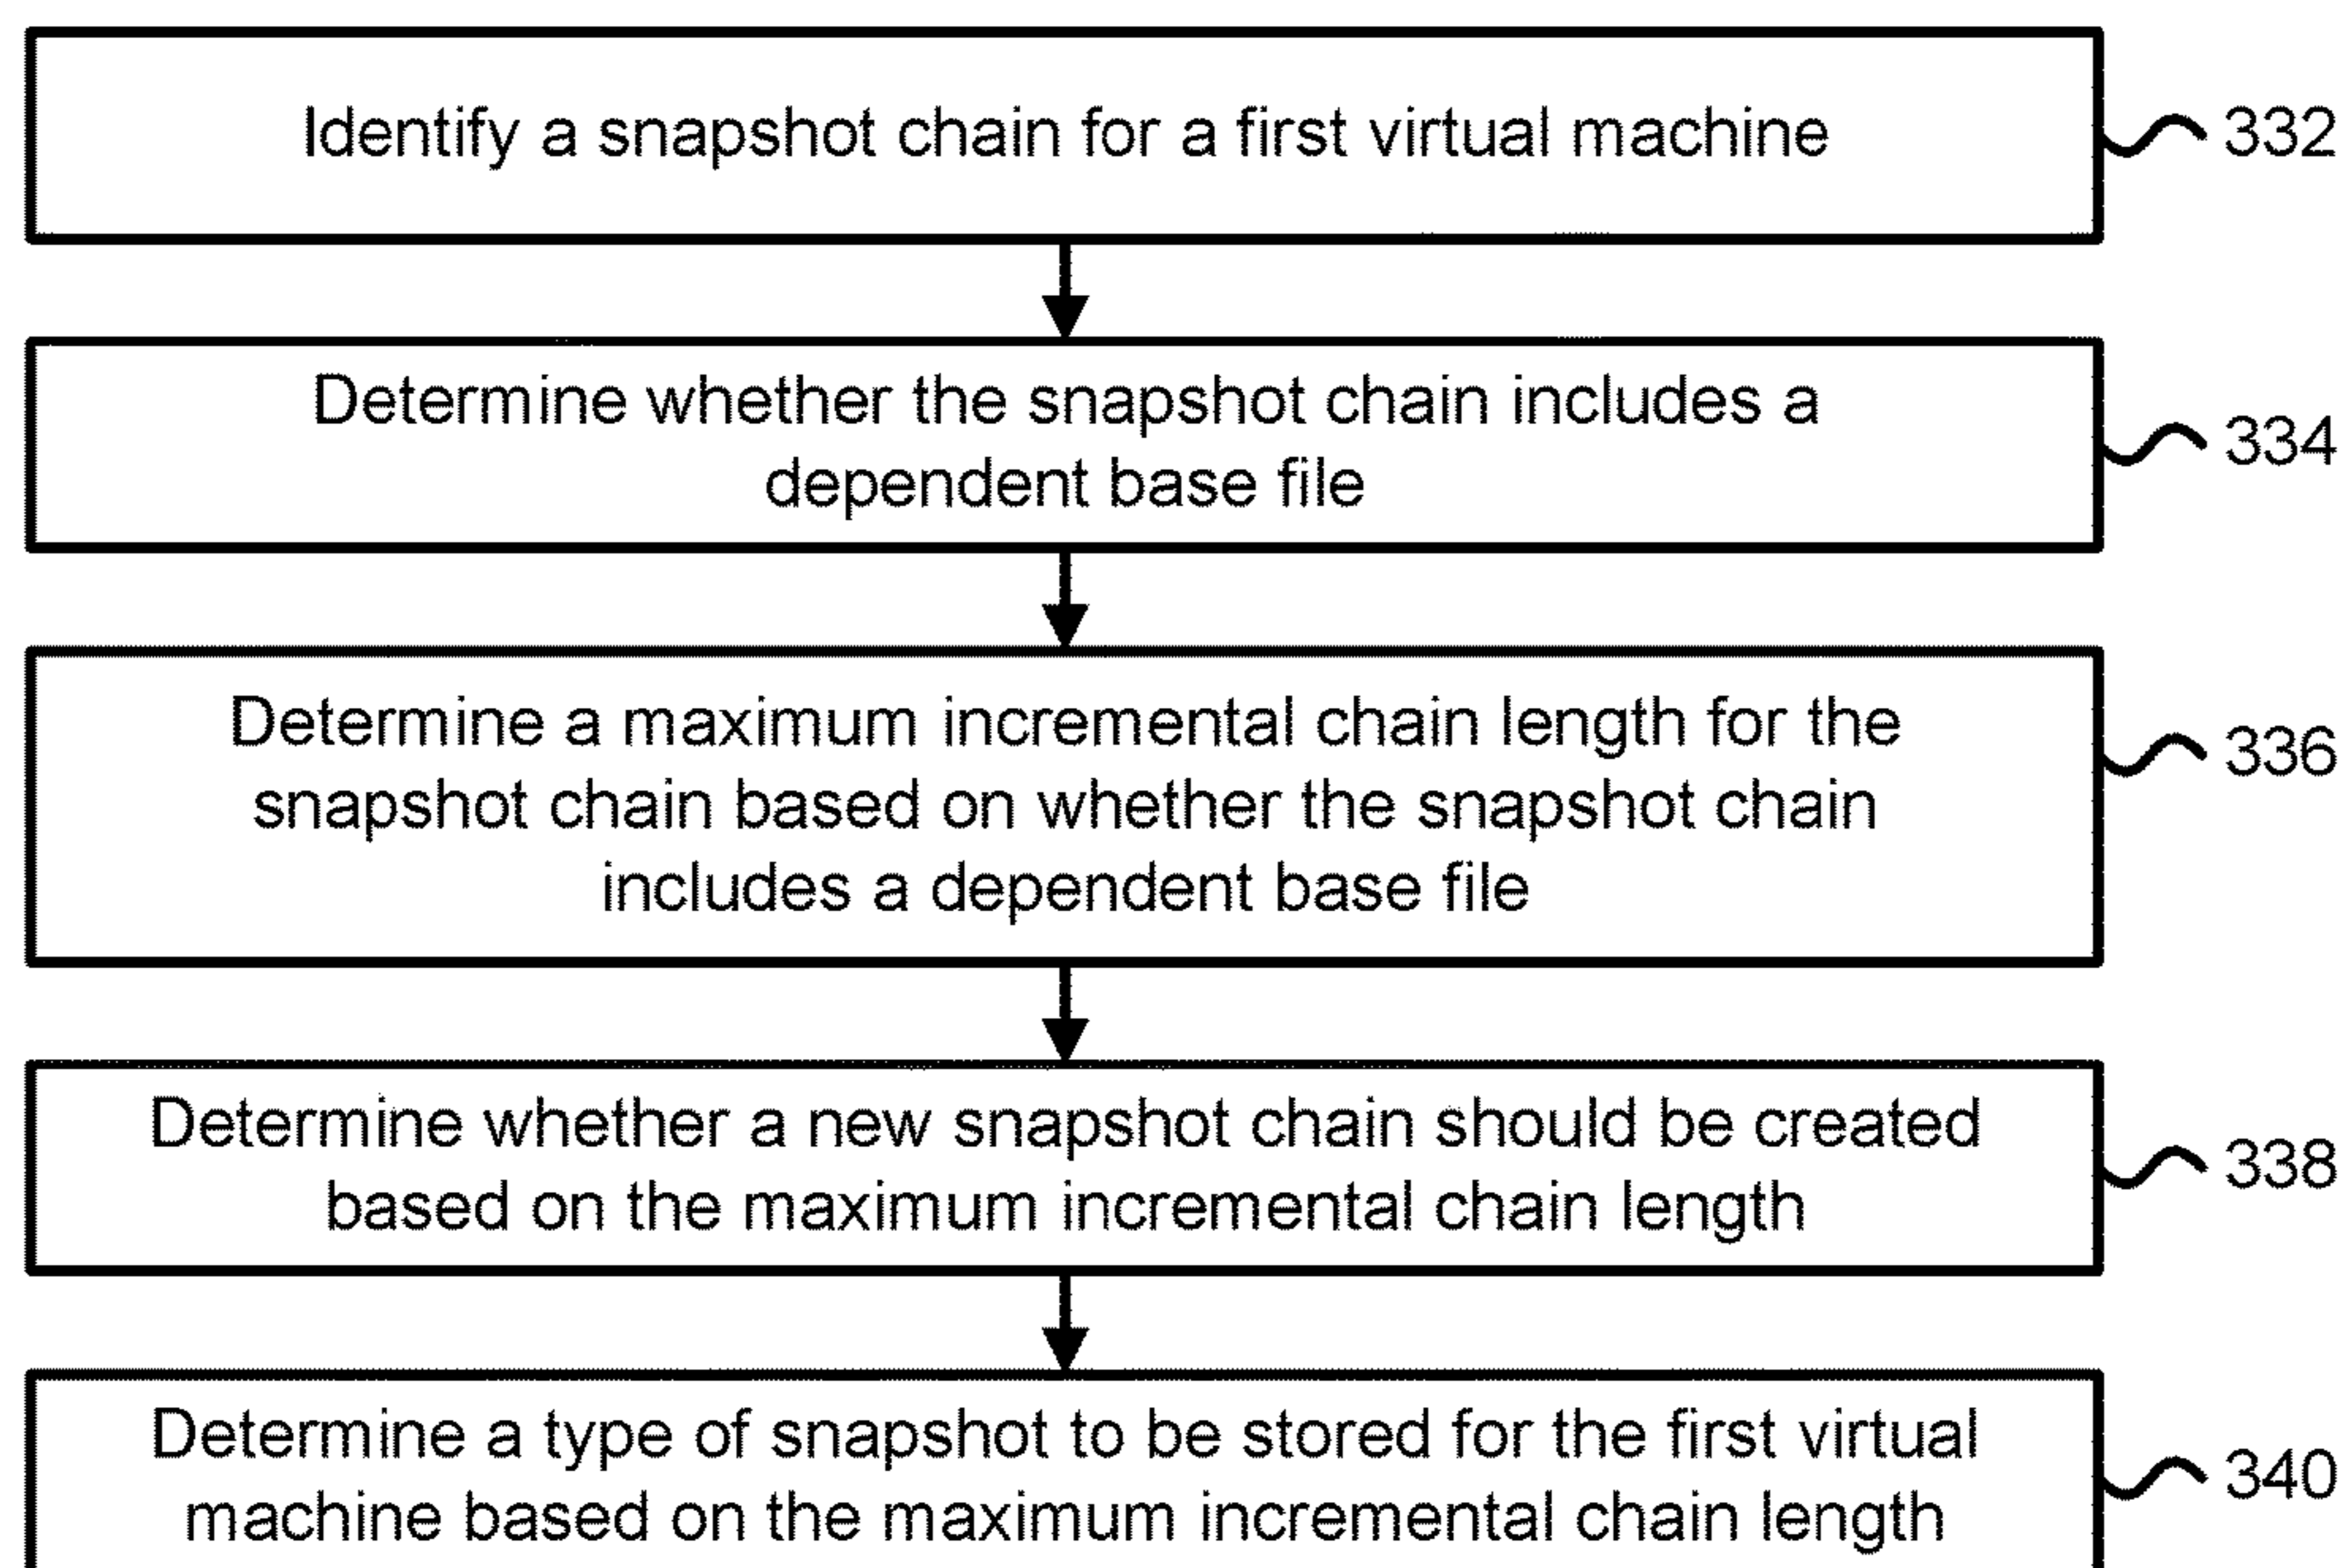 Identify a snapshot chain for a first virtual machine
332
Determine whether the snapshot chain includes a
dependent base file
334
Determine a maximum incremental chain length for the
snapshot chain based on whether the snapshot chain
includes a dependent base file
336
Determine whether a new snapshot chain should be created
based on the maximum incremental chain length
338
Determine a type of snapshot to be stored for the first virtual
machine based on the maximum incremental chain length
340